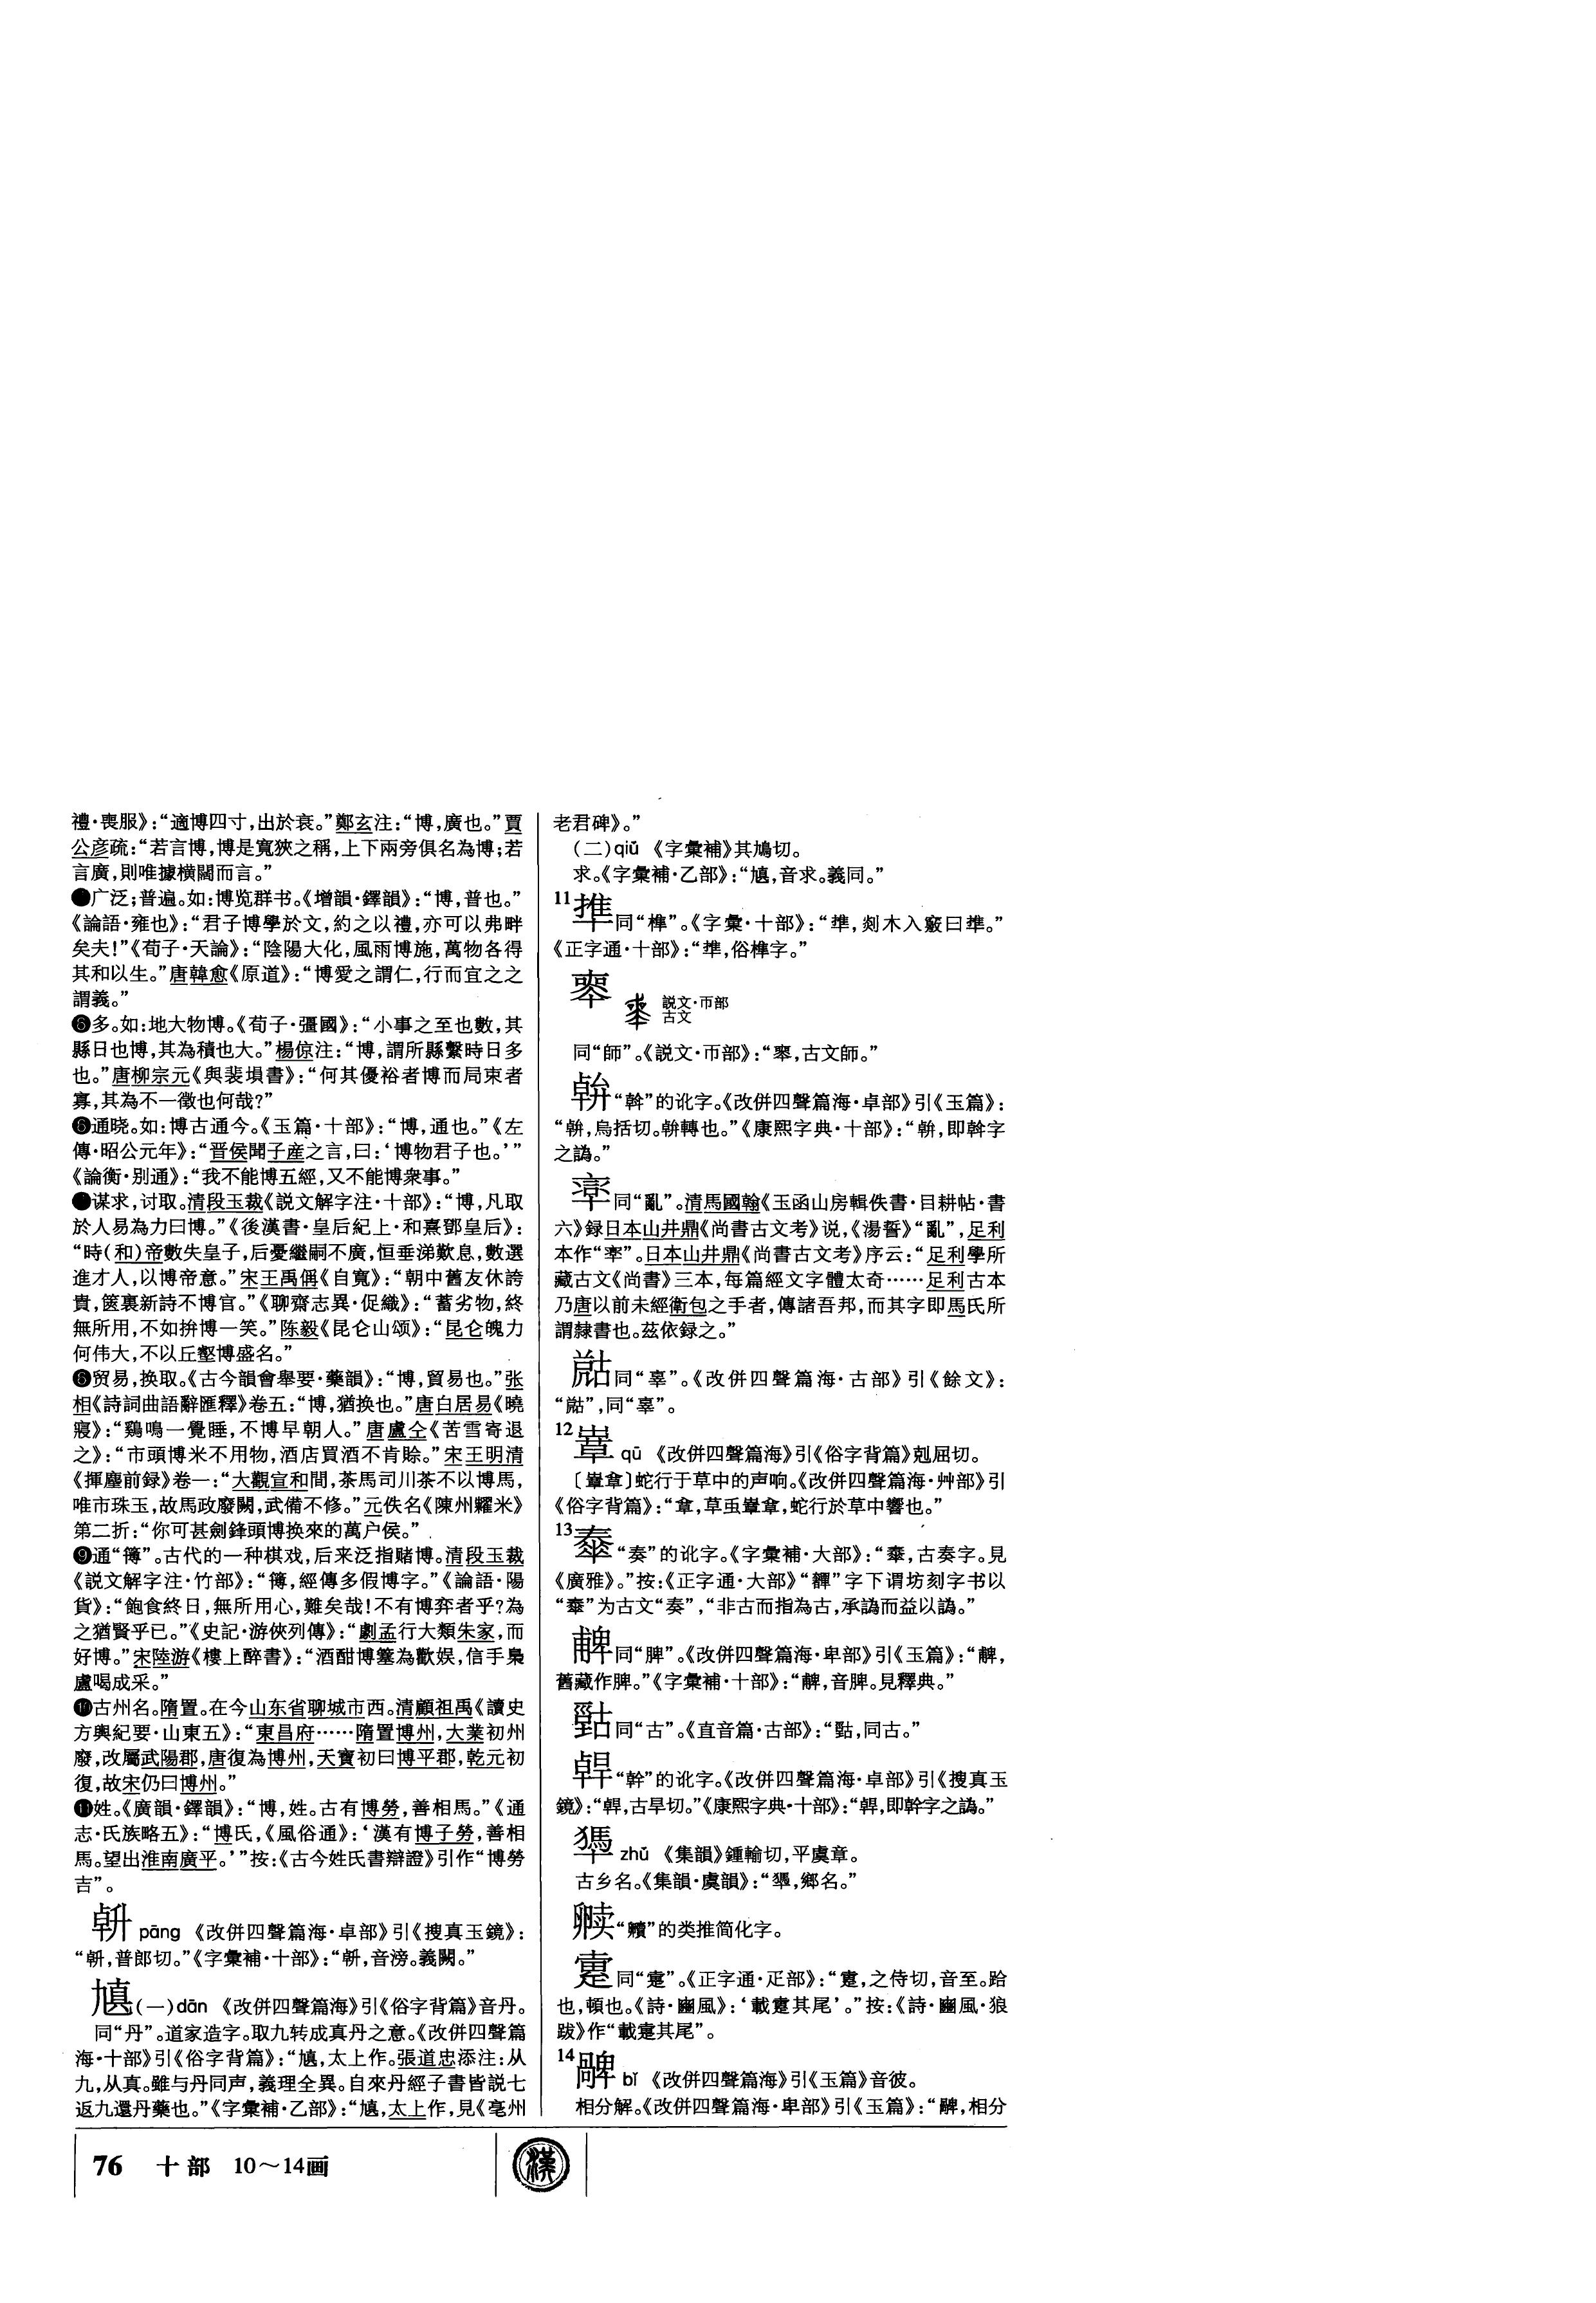 禮·喪服》：“適博四寸，出於衰。”鄭玄注：“博，廣也。”賈
公彦疏：“若言博，博是寬狹之稱，上下兩旁俱名為博；若
言廣，則唯據横闊而言。”
●广泛；普遍。如：博览群书。《增韻·鐸韻》：“博，普也。”
《論語·雍也》：“君子博學於文，約之以禮，亦可以弗畔
矣夫！”《荀子·天論》：“陰陽大化，風雨博施，萬物各得
其和以生。”唐韓愈《原道》：“博愛之謂仁，行而宜之之
謂義。”
❻多。如：地大物博。《荀子·彊國》：“小事之至也數，其
縣日也博，其為積也大。”楊倞注：“博，謂所縣繫時日多
也。”唐柳宗元《與裴塤書》：“何其優裕者博而局束者
寡，其為不一徵也何哉？”
❻通晓。如：博古通今。《玉篇·十部》：“博，通也。”《左
傳·昭公元年》：“晋侯聞子産之言，曰：‘博物君子也。’”
《論衡·别通》：“我不能博五經，又不能博衆事。”
●谋求，讨取。清段玉裁《説文解字注·十部》：“博，凡取
於人易為力曰博。”《後漢書·皇后紀上·和熹鄧皇后》：
“時（和）帝數失皇子，后憂繼嗣不廣，恒垂涕歎息，數選
進才人，以博帝意。”宋王禹偁《自寬》：“朝中舊友休誇
貴，篋裏新詩不博官。”《聊齋志異·促織》：“蓄劣物，終
無所用，不如拚博一笑。”陈毅《昆仑山颂》：“昆仑魄力
何伟大，不以丘壑博盛名。”
❻贸易，换取。《古今韻會舉要·藥韻》：“博，貿易也。”张
相《詩詞曲語辭匯釋》卷五：“博，猶换也。”唐白居易《曉
寢》：“鷄鳴一覺睡，不博早朝人。”唐盧仝《苦雪寄退
之》：“市頭博米不用物，酒店買酒不肯賒。”宋王明清
《揮麈前録》卷一：“大觀宣和間，茶馬司川茶不以博馬，
唯市珠玉，故馬政廢闕，武備不修。”元佚名《陳州糶米》
第二折：“你可甚劍鋒頭博换來的萬户侯。”
❾通“簙”。古代的一种棋戏，后来泛指赌博。清段玉裁
《説文解字注·竹部》：“簙，經傳多假博字。”《論語·陽
貨》：“飽食終日，無所用心，難矣哉！不有博弈者乎？為
之猶賢乎已。”《史記·游俠列傳》：“劇孟行大類朱家，而
好博。”宋陸游《樓上醉書》：“酒酣博簺為歡娱，信手梟
盧喝成采。”
❿古州名。隋置。在今山东省聊城市西。清顧祖禹《讀史
方輿紀要·山東五》：“東昌府……隋置博州，大業初州
廢，改屬武陽郡，唐復為博州，天寶初曰博平郡，乾元初
復，故宋仍曰博州。”
⓫姓。《廣韻·鐸韻》：“博，姓。古有博勞，善相馬。”《通
志·氏族略五》：“博氏，《風俗通》：‘漢有博子勞，善相
馬。望出淮南廣平。’”按：《古今姓氏書辯證》引作“博勞
吉”。
pāng 《改併四聲篇海·卓部》引《搜真玉鏡》：
“，普郎切。”《字彙補·十部》：“，音滂。義闕。”
（一）dān 《改併四聲篇海》引《俗字背篇》音丹。
同“丹”。道家造字。取九转成真丹之意。《改併四聲篇
海·十部》引《俗字背篇》：“，太上作。張道忠添注：从
九，从真。雖与丹同声，義理全異。自來丹經子書皆説七
返九還丹藥也。”《字彙補·乙部》：“，太上作，見《亳州
老君碑》。”
（二）qiǔ 《字彙補》其鳩切。
求。《字彙補·乙部》：“，音求。義同。”
11 同“榫”。《字彙·十部》：“，剡木入竅曰。”
《正字通·十部》：“，俗榫字。”
説文·帀部
古文
同“師”。《説文·帀部》：“，古文師。”
“斡”的讹字。《改併四聲篇海·卓部》引《玉篇》：
“，烏括切。轉也。”《康熙字典·十部》：“，即斡字
之譌。”
同“亂”。清馬國翰《玉函山房輯佚書·目耕帖·書
六》録日本山井鼎《尚書古文考》说，《湯誓》“亂”，足利
本作“”。日本山井鼎《尚書古文考》序云：“足利學所
藏古文《尚書》三本，每篇經文字體太奇……足利古本
乃唐以前未經衛包之手者，傳諸吾邦，而其字即馬氏所
謂隸書也。茲依録之。”
同“辜”。《改併四聲篇海·古部》引《餘文》：
“”，同“辜”。
12 qū 《改併四聲篇海》引《俗字背篇》剋屈切。
〔〕蛇行于草中的声响。《改併四聲篇海·艸部》引
《俗字背篇》：“，草虽，蛇行於草中響也。”
13 “奏”的讹字。《字彙補·大部》：“，古奏字。見
《廣雅》。”按：《正字通·大部》“”字下谓坊刻字书以
“”为古文“奏”，“非古而指為古，承譌而益以譌。”
同“脾”。《改併四聲篇海·卑部》引《玉篇》：“，
舊藏作脾。”《字彙補·十部》：“，音脾。見釋典。”
同“古”。《直音篇·古部》：“，同古。”
“幹”的讹字。《改併四聲篇海·卓部》引《搜真玉
鏡》：“，古旱切。”《康熙字典·十部》：“，即幹字之譌。”
zhǔ 《集韻》鍾輸切，平虞章。
古乡名。《集韻·虞韻》：“，鄉名。”
“”的类推简化字。
同“疐”。《正字通·疋部》：“，之侍切，音至。跲
也，頓也。《詩·豳風》：‘載其尾’。”按：《詩·豳風·狼
跋》作“載疐其尾”。
14 bǐ 《改併四聲篇海》引《玉篇》音彼。
相分解。《改併四聲篇海·卑部》引《玉篇》：“，相分
76 十部 10～14画
漢